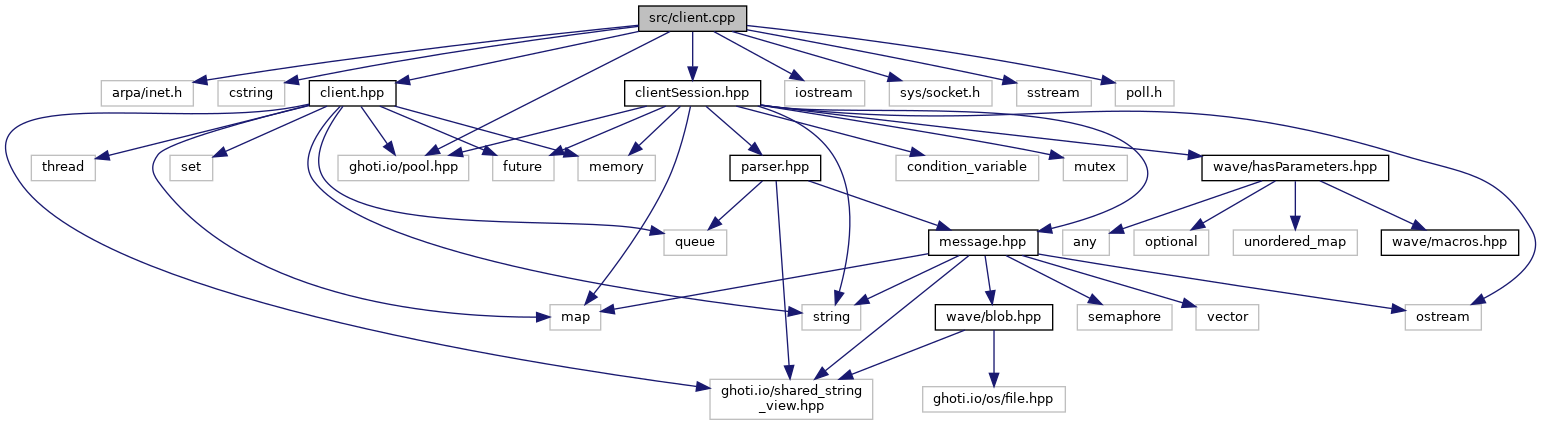 src/client.cpp
arpa/inet.h
cstring
client.hpp
clientSession.hpp
iostream
sys/socket.h
sstream
poll.h
thread
set
ghoti.io/pool.hpp
future
memory
parser.hpp
condition_variable
mutex
wave/hasParameters.hpp
queue
message.hpp
any
optional
unordered_map
wave/macros.hpp
map
string
wave/blob.hpp
semaphore
vector
ostream
ghoti.io/shared_string
_view.hpp
ghoti.io/os/file.hpp